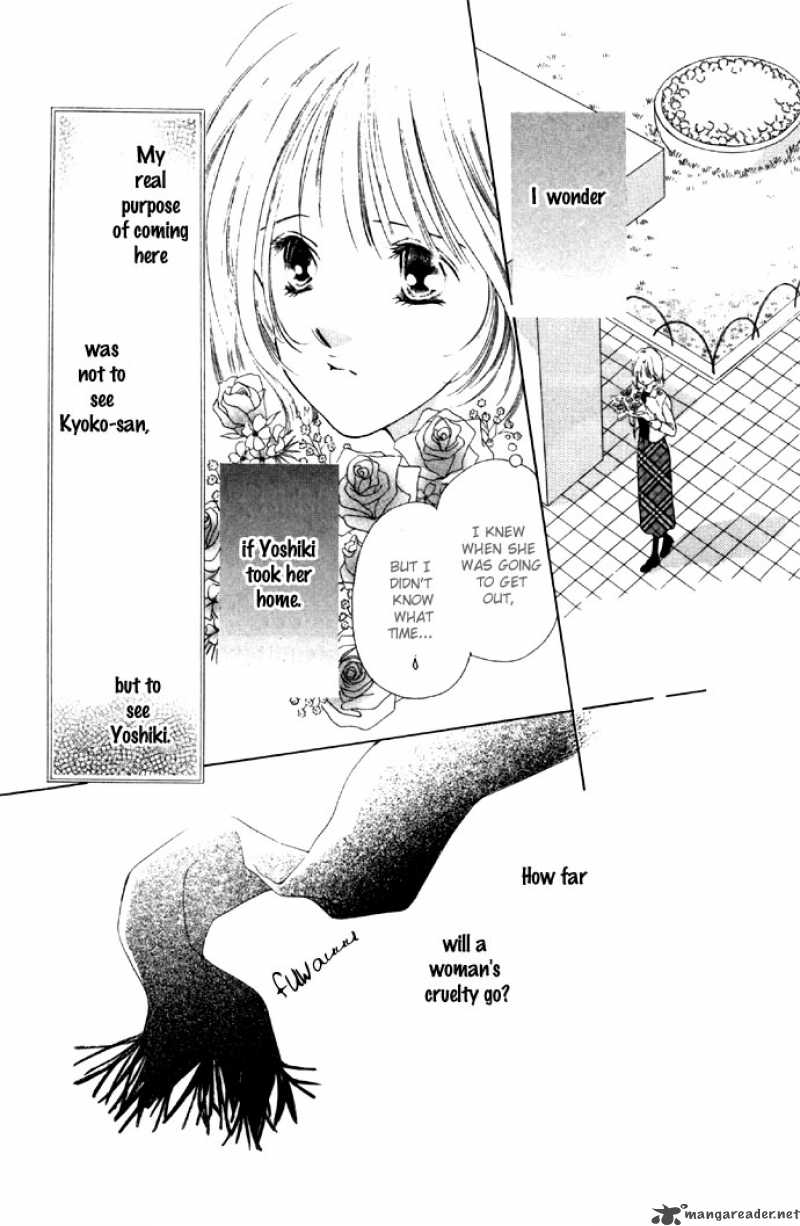 I wonder
if Yoshiki
took her
home.
I KNEW
WHEN SHE
WAS GOING
TO GET
OUT,
BUT I
DIDN'T
KNOW
WHAT
TIME...
My
real
purpose
of coming
here
was
not to
see
Kyoko-san,
but to
see
Yoshiki.
How far
will a
woman's
cruelty go?
fuwaaaaa
mangareader.net